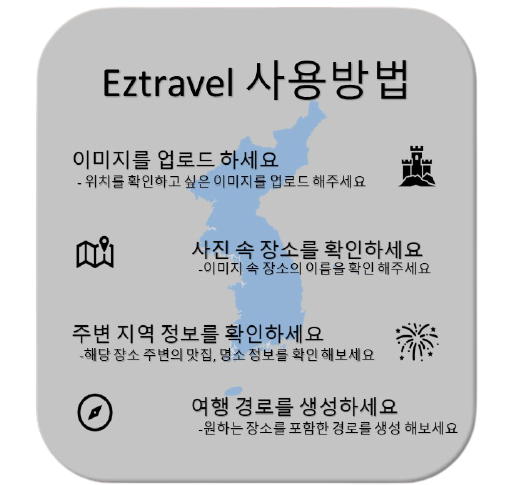 Eztravel 사용방법
이미지를 업로드 하세요
- 위치를 확인하고 싶은 이미지를 업로드 해주세요
사진 속 장소를 확인하세요
-이미지 속 장소의 이름을 확인 해주세요
주변 지역 정보를 확인하세요
-해당 장소 주변의 맛집, 명소 정보를 확인 해보세요
여행 경로를 생성하세요
-원하는 장소를 포함한 경로를 생성 해보세요